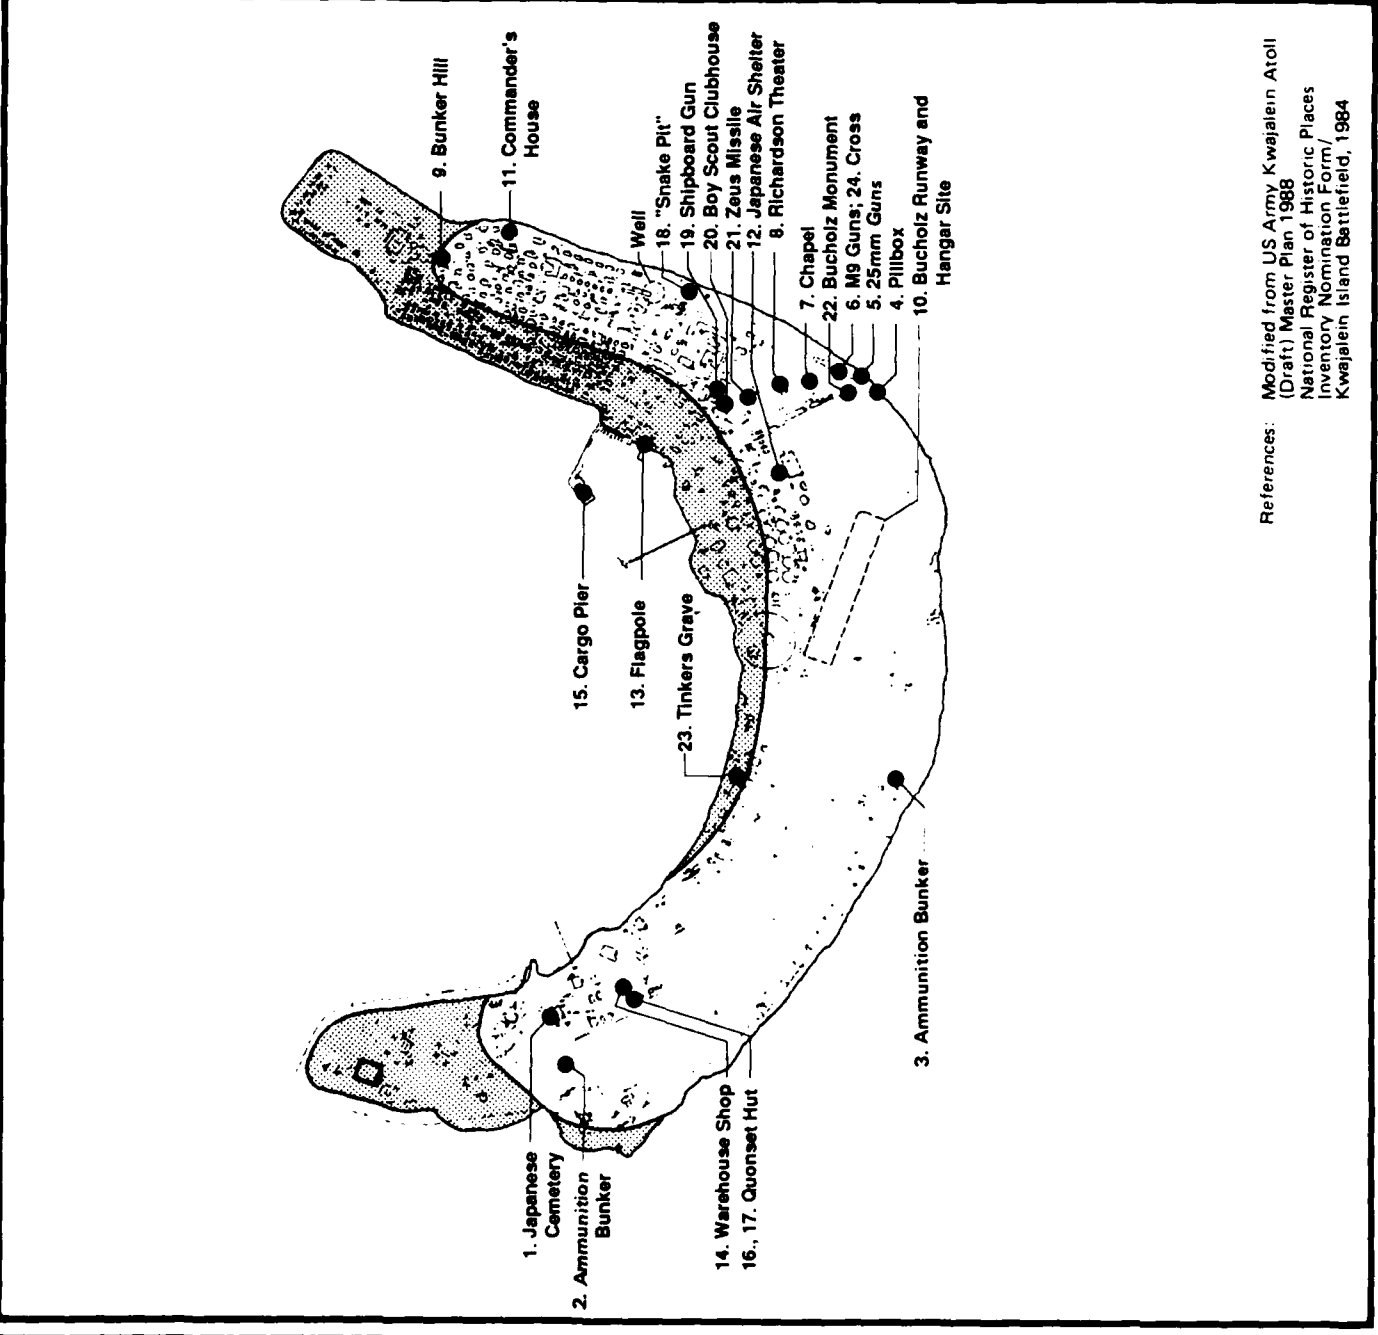 9. Bunker Hill
11. Commander's
House
Well
18. "Snake Pit"
19. Shipboard Gun
20. Boy Scout Clubhouse
21. Zeus Missile
12. Japanese Air Shelter
8. Richardson Theater
7. Chapel
22. Bucholz Monument
6. M9 Guns; 24. Cross
5. 25mm Guns
4. Pillbox
10. Bucholz Runway and
Hangar Site
15. Cargo Pier
13. Flagpole
23. Tinkers Grave
3. Ammunition Bunker
1. Japanese
Cemetery
2. Ammunition
Bunker
14. Warehouse Shop
16., 17. Quonset Hut
References: Modified from US Army Kwajalein Atoll
(Draft) Master Plan 1988
National Register of Historic Places
Inventory Nomination Form/
Kwajalein Island Battlefield, 1984